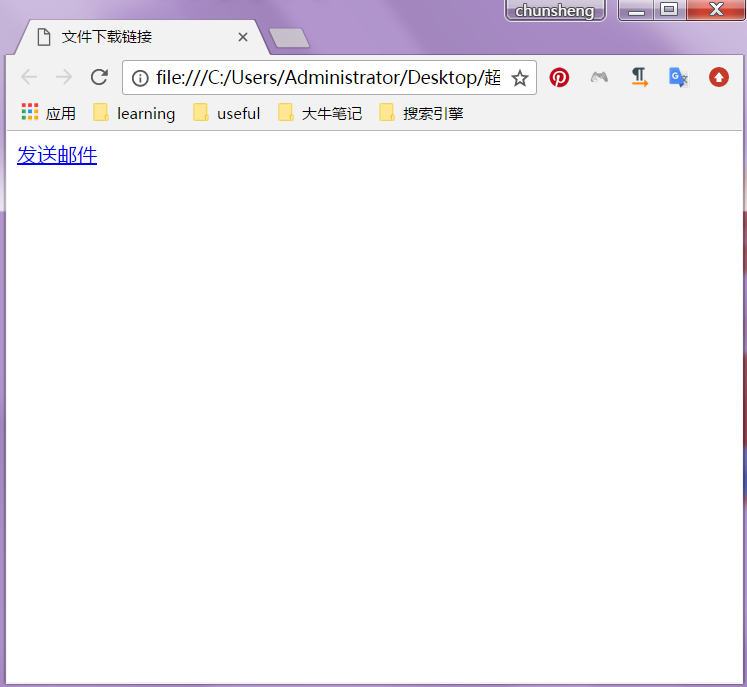 chunsheng
文件下载链接
file:///C:/Users/Administrator/Desktop/超
应用 learning useful 大牛笔记 搜索引擎
发送邮件